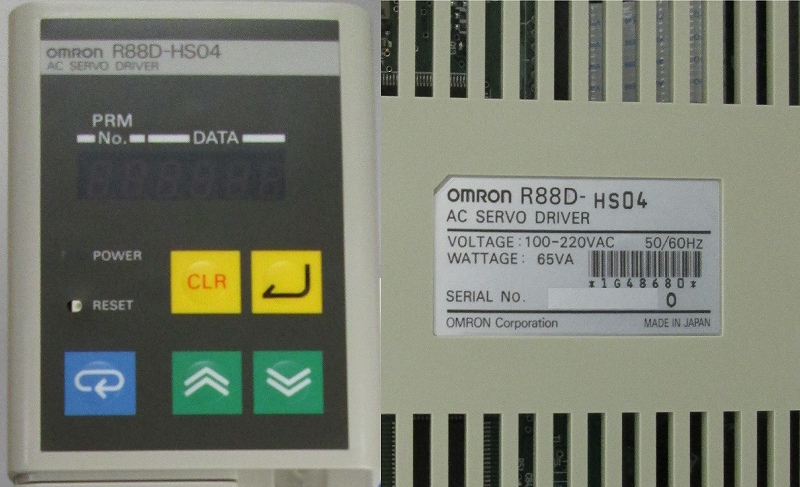 OMRON R88D-HS04
AC SERVO DRIVER
PRM
No. DATA
POWER
CLR
RESET
OMRON R88D-HS04
AC SERVO DRIVER
VOLTAGE:100-220VAC 50/60Hz
WATTAGE: 65VA
*1G48680*
SERIAL No. 0
OMRON Corporation MADE IN JAPAN